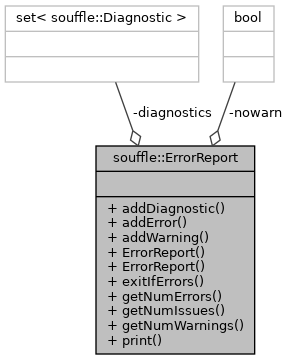 set< souffle::Diagnostic >
bool
-diagnostics
-nowarn
souffle::ErrorReport
+ addDiagnostic()
+ addError()
+ addWarning()
+ ErrorReport()
+ ErrorReport()
+ exitIfErrors()
+ getNumErrors()
+ getNumIssues()
+ getNumWarnings()
+ print()